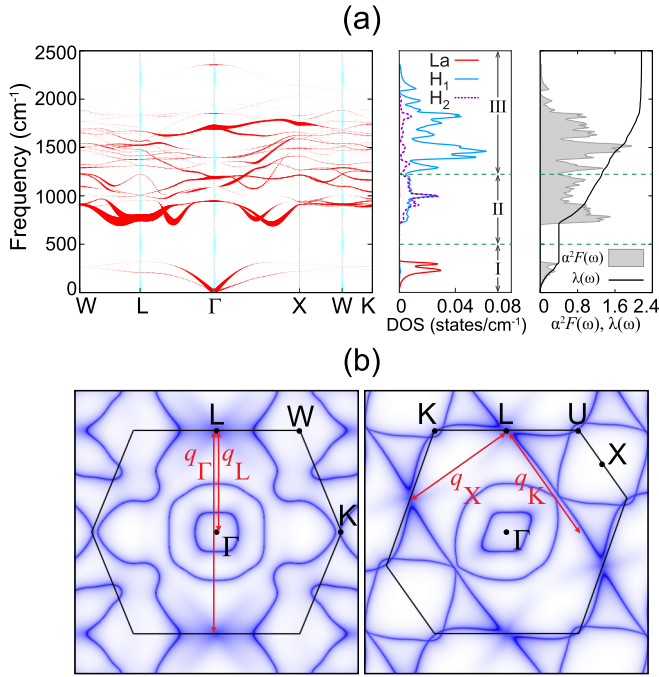 (a)
Frequency (cm⁻¹)
2500
2000
1500
1000
500
0
W L Γ X W K
La
H₁
H₂
III
II
I
0 0.04 0.08
DOS (states/cm⁻¹)
α²F(ω)
λ(ω)
0 0.8 1.6 2.4
α²F(ω), λ(ω)
(b)
L W
q_Γ q_L
K
Γ
K L U
X
q_X q_K
Γ